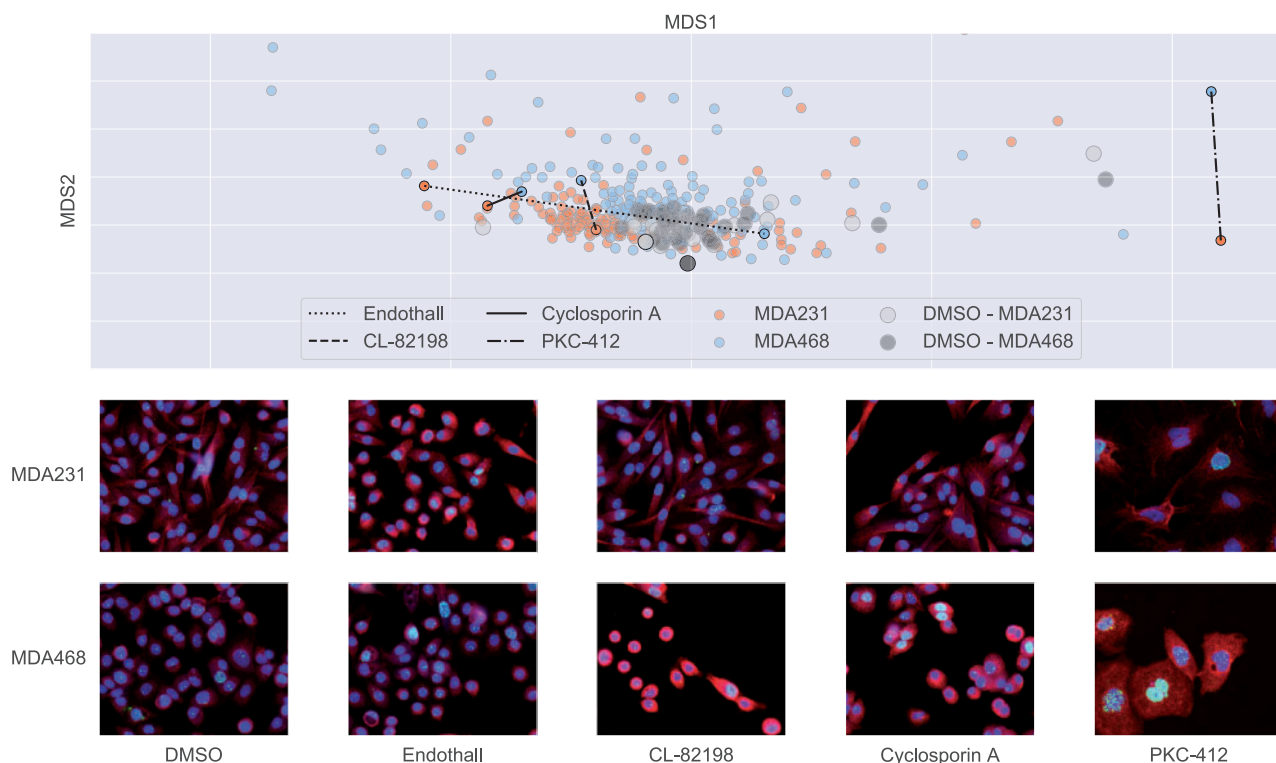 MDS1
MDS2
Endothall
Cyclosporin A
MDA231
DMSO - MDA231
CL-82198
PKC-412
MDA468
DMSO - MDA468
MDA231
MDA468
DMSO
Endothall
CL-82198
Cyclosporin A
PKC-412